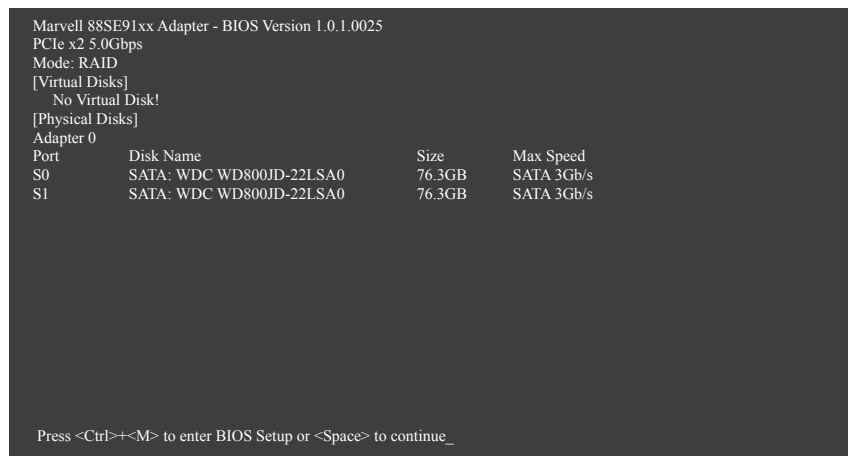 Marvell 88SE91xx Adapter - BIOS Version 1.0.1.0025
PCIe x2 5.0Gbps
Mode: RAID
[Virtual Disks]
No Virtual Disk!
[Physical Disks]
Adapter 0
Port Disk Name Size Max Speed
S0 SATA: WDC WD800JD-22LSA0 76.3GB SATA 3Gb/s
S1 SATA: WDC WD800JD-22LSA0 76.3GB SATA 3Gb/s
Press <Ctrl>+<M> to enter BIOS Setup or <Space> to continue_